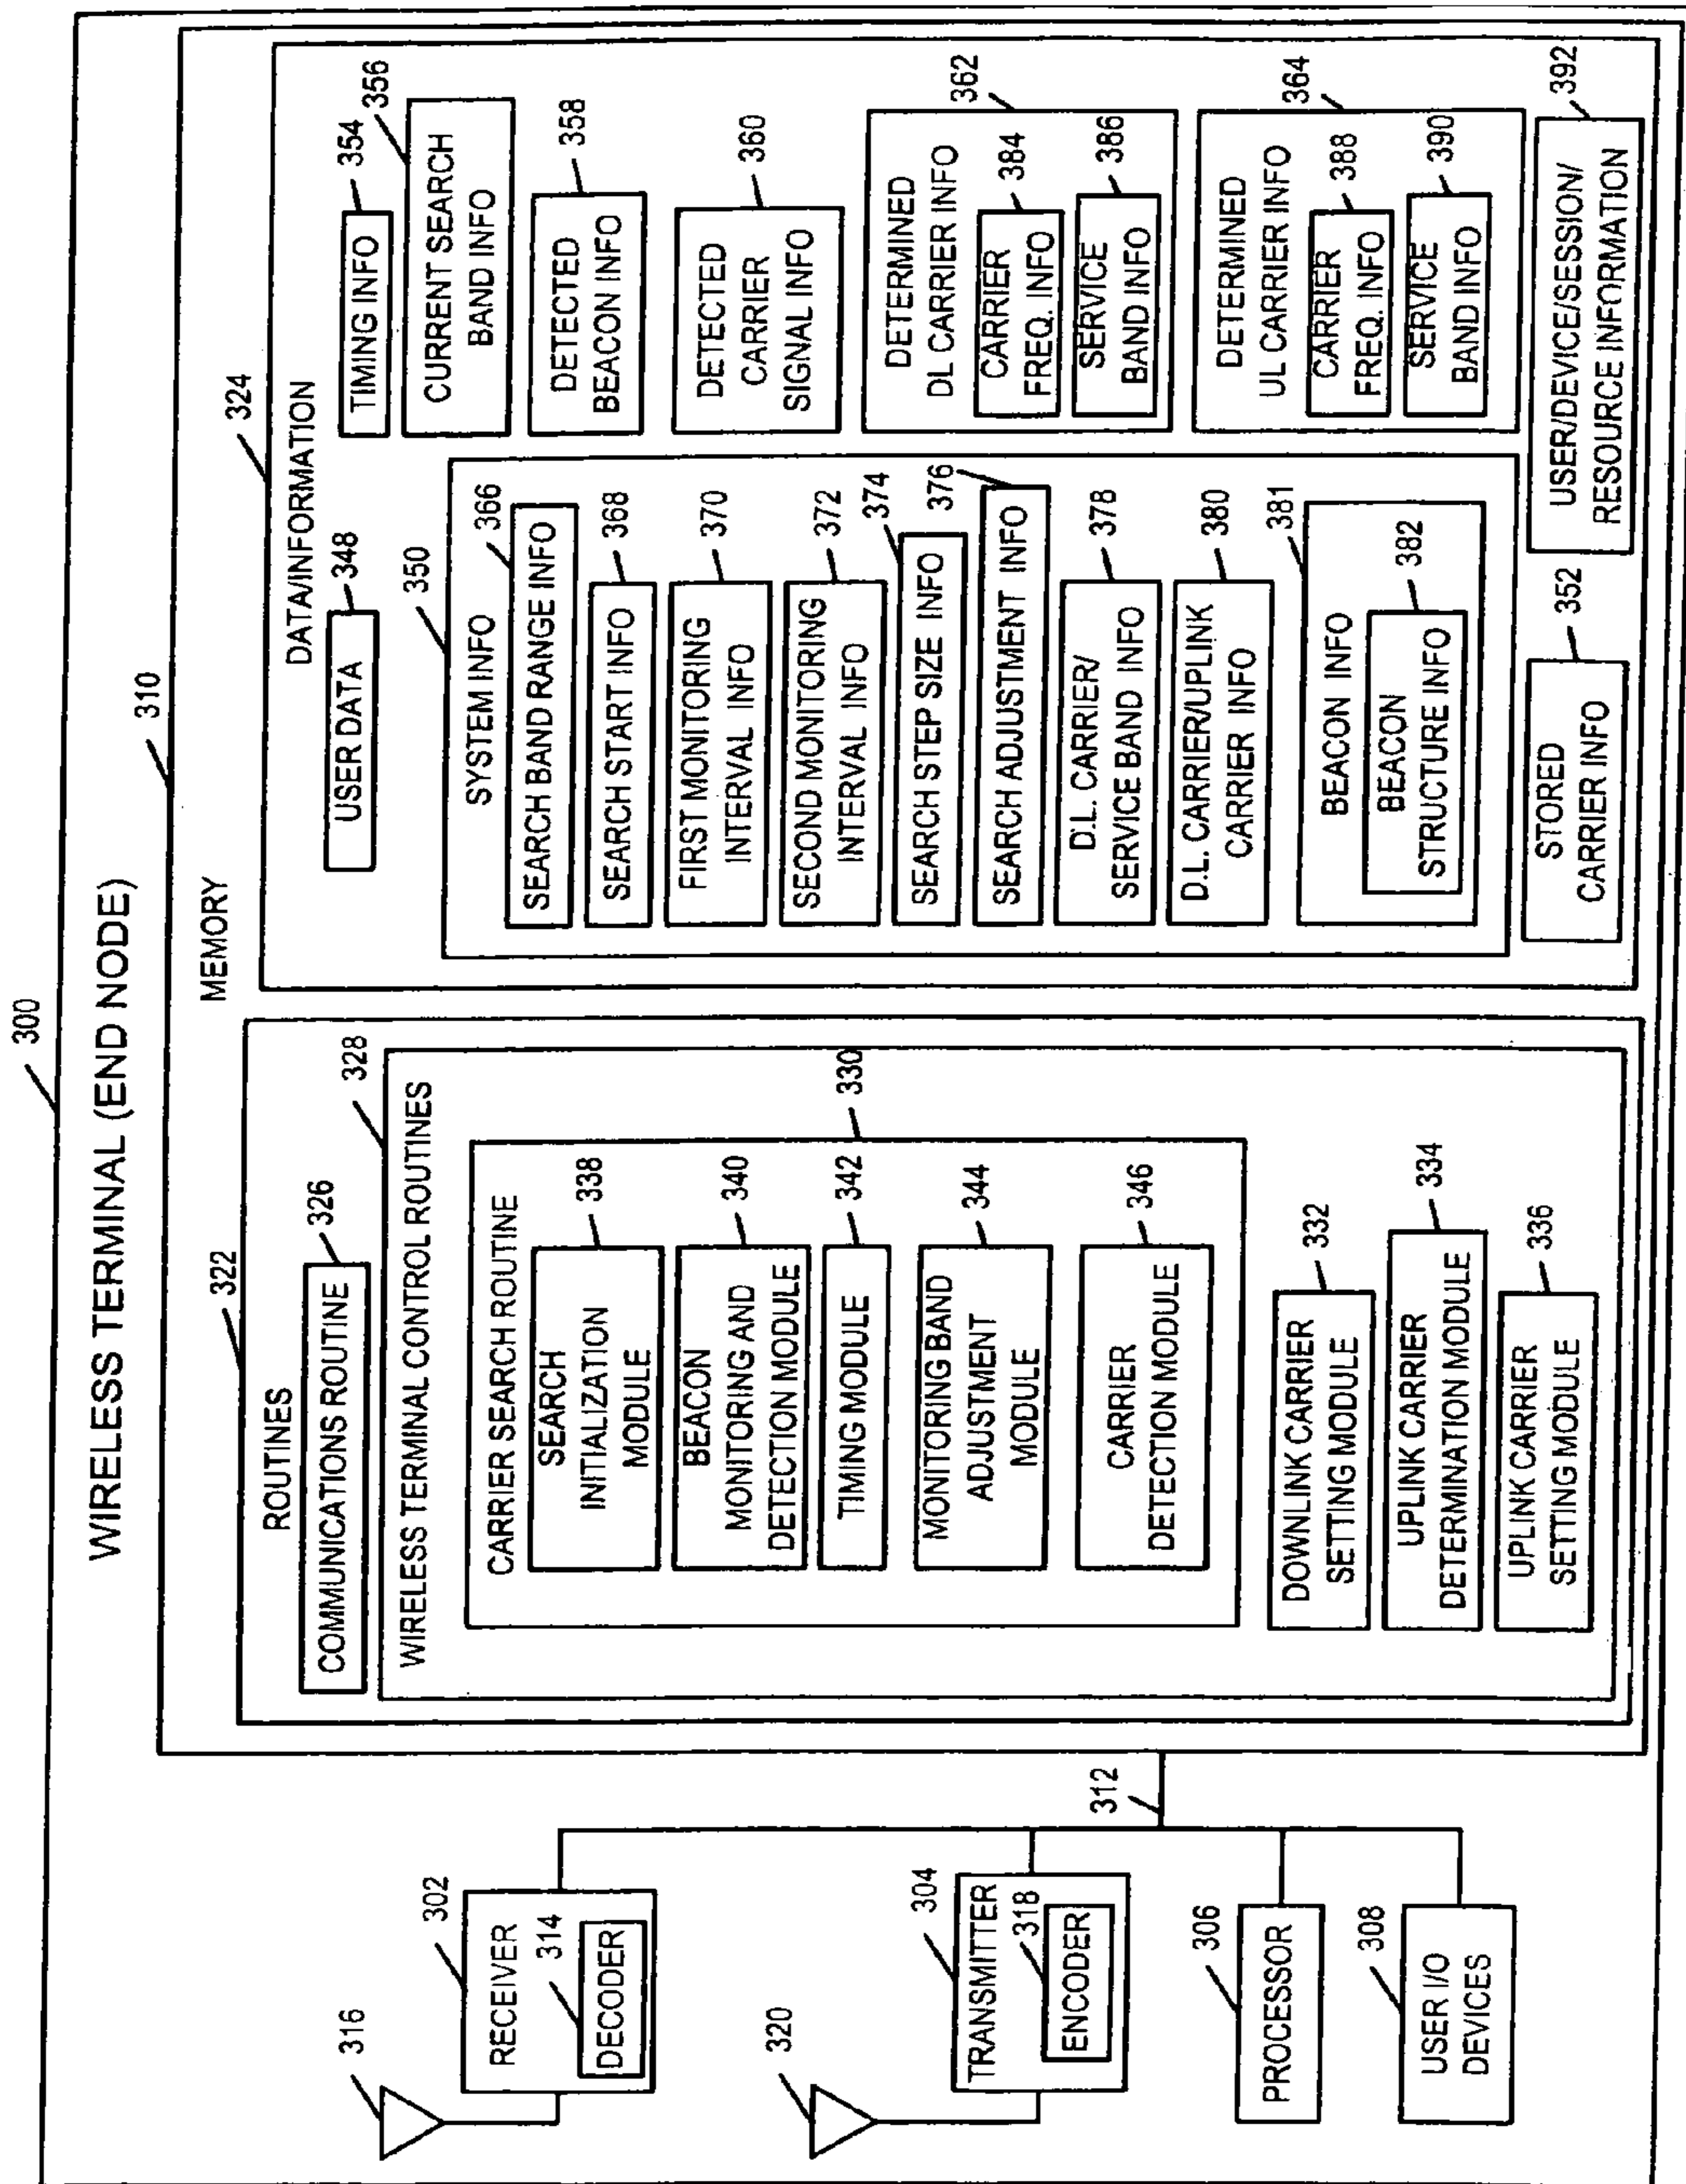 300
WIRELESS TERMINAL (END NODE)
316
302
RECEIVER
314
DECODER
320
304
TRANSMITTER
318
ENCODER
306
PROCESSOR
308
USER I/O
DEVICES
312
310
MEMORY
322
ROUTINES
326
COMMUNICATIONS ROUTINE
328
WIRELESS TERMINAL CONTROL ROUTINES
330
CARRIER SEARCH ROUTINE
338
SEARCH
INITIALIZATION
MODULE
340
BEACON
MONITORING AND
DETECTION MODULE
342
TIMING MODULE
344
MONITORING BAND
ADJUSTMENT
MODULE
346
CARRIER
DETECTION MODULE
332
DOWNLINK CARRIER
SETTING MODULE
334
UPLINK CARRIER
DETERMINATION MODULE
336
UPLINK CARRIER
SETTING MODULE
324
DATA/INFORMATION
348
USER DATA
350
SYSTEM INFO
366
SEARCH BAND RANGE INFO
368
SEARCH START INFO
370
FIRST MONITORING
INTERVAL INFO
372
SECOND MONITORING
INTERVAL INFO
374
SEARCH STEP SIZE INFO
376
SEARCH ADJUSTMENT INFO
378
D.L. CARRIER/
SERVICE BAND INFO
380
D.L. CARRIER/UPLINK
CARRIER INFO
381
BEACON INFO
382
BEACON
STRUCTURE INFO
352
STORED
CARRIER INFO
354
TIMING INFO
356
CURRENT SEARCH
BAND INFO
358
DETECTED
BEACON INFO
360
DETECTED
CARRIER
SIGNAL INFO
362
DETERMINED
DL CARRIER INFO
384
CARRIER
FREQ. INFO
386
SERVICE
BAND INFO
364
DETERMINED
UL CARRIER INFO
388
CARRIER
FREQ. INFO
390
SERVICE
BAND INFO
392
USER/DEVICE/SESSION/
RESOURCE INFORMATION